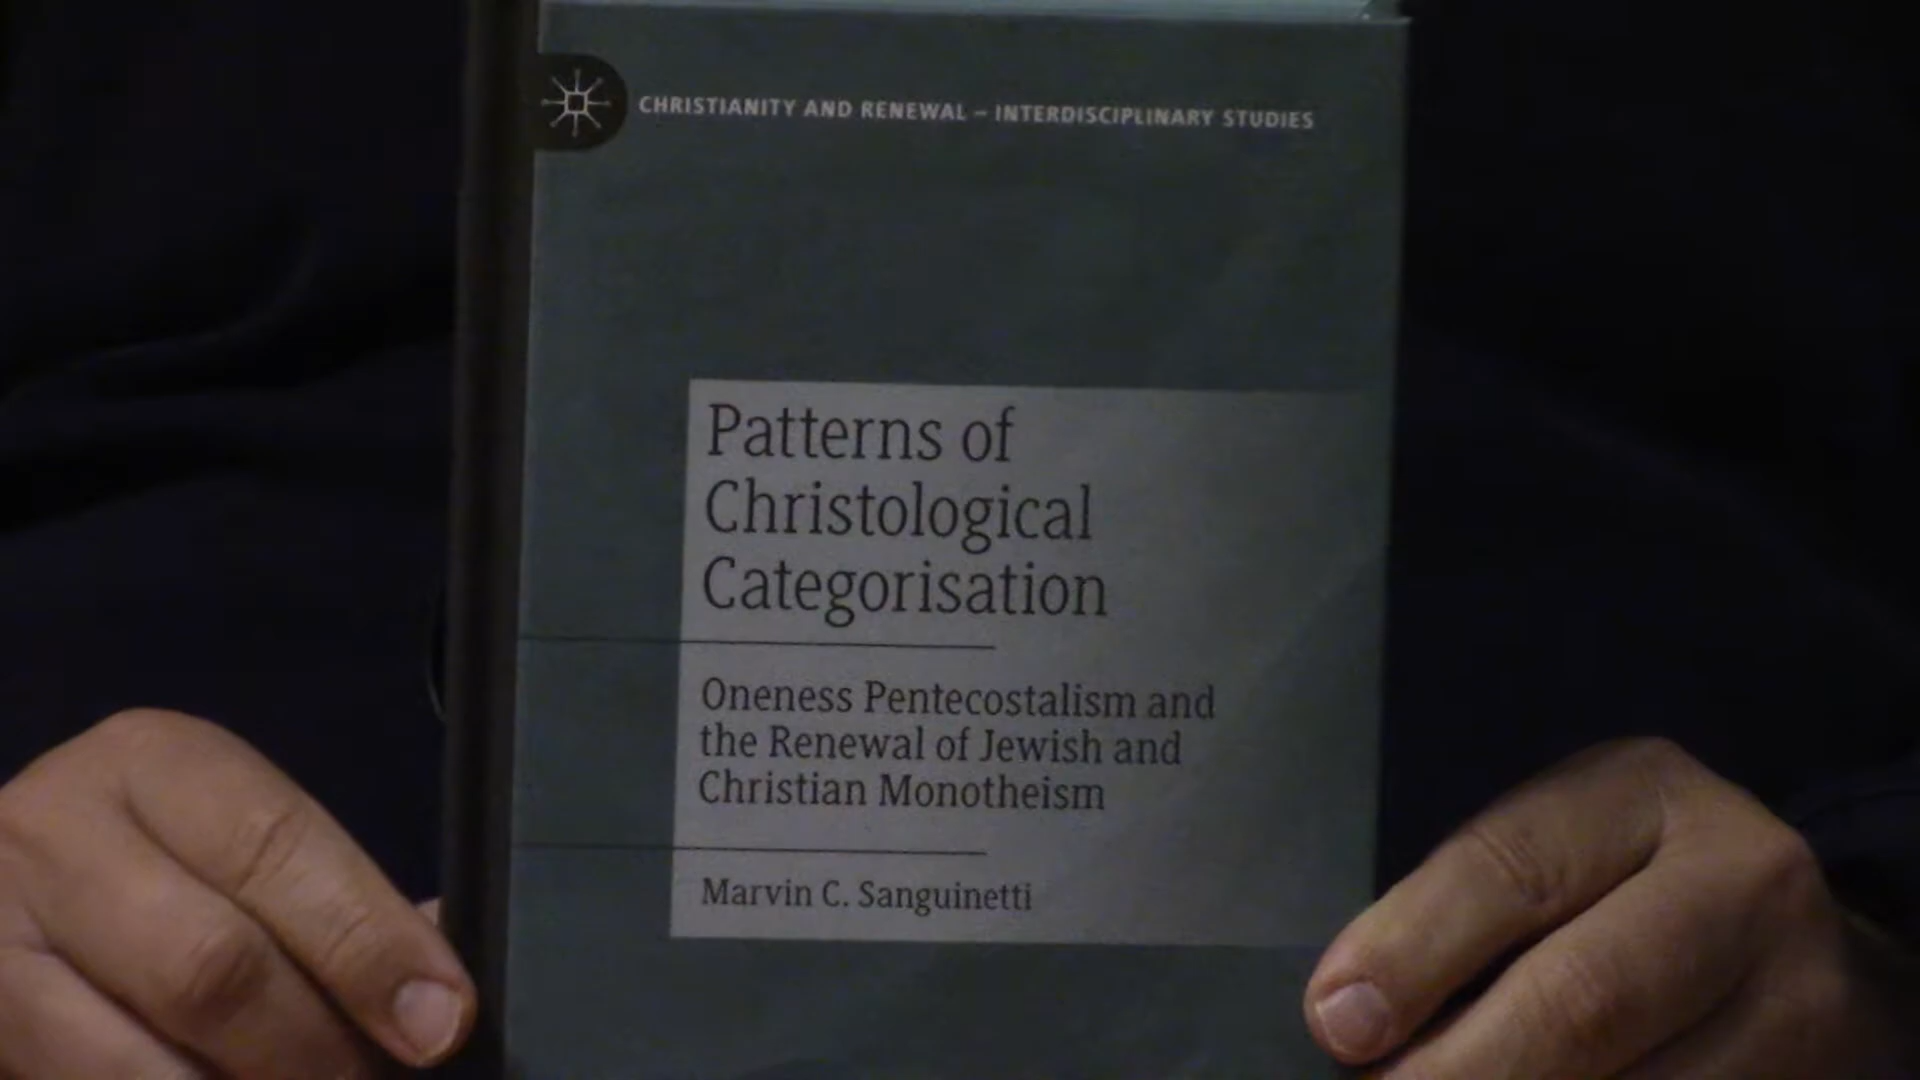 CHRISTIANITY AND RENEWAL – INTERDISCIPLINARY STUDIES
Patterns of
Christological
Categorisation
Oneness Pentecostalism and
the Renewal of Jewish and
Christian Monotheism
Marvin C. Sanguinetti